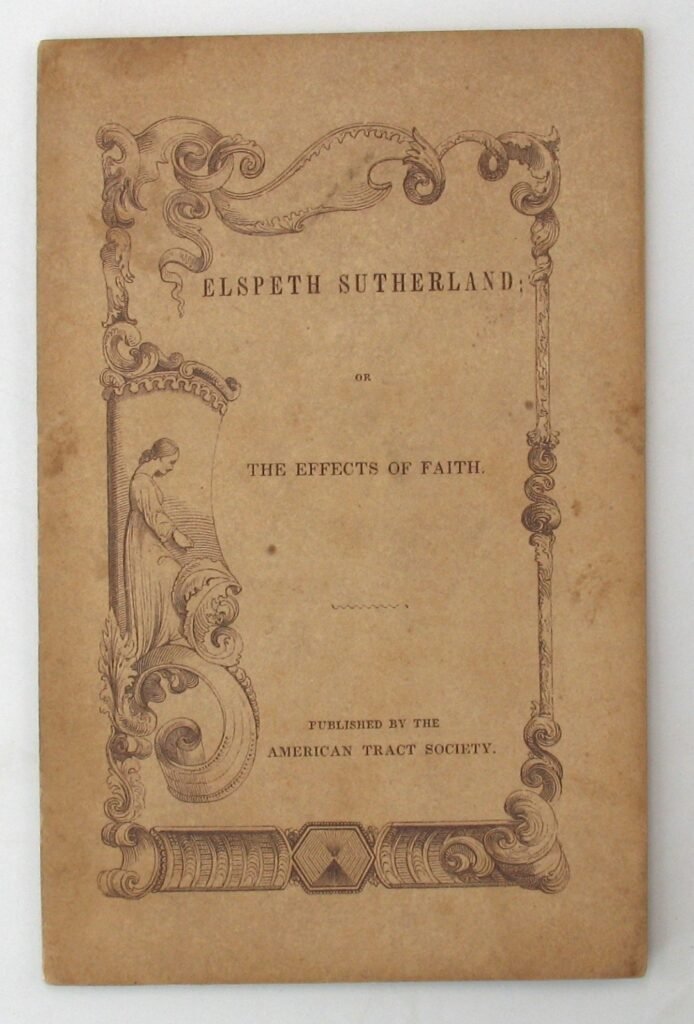 ELSPETH SUTHERLAND;
OR
THE EFFECTS OF FAITH.
PUBLISHED BY THE
AMERICAN TRACT SOCIETY.